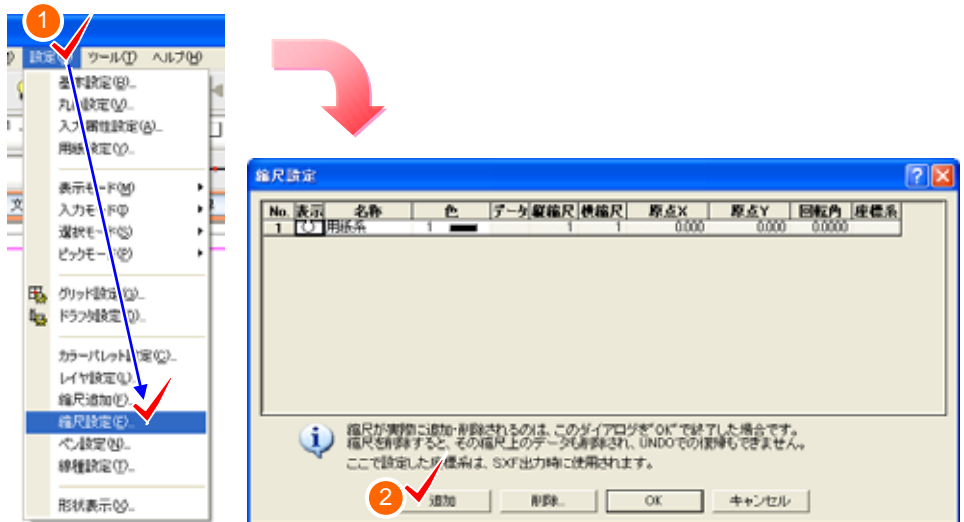 1
設定 ツール(T) ヘルプ(H)
基本設定(B)...
丸め設定(V)...
入力属性設定(A)...
用紙設定(Y)...
表示モード(M)
入力モード(I)
選択モード(S)
ピックモード(P)
グリッド設定(G)...
ドラフタ設定(D)...
カラーパレット設定(C)...
レイヤ設定(L)...
縮尺追加(F)...
縮尺設定(E)...
ペン設定(N)...
線種設定(T)...
形状表示(X)...
文
縮尺設定
No. 表示 名称 色 データ 縦縮尺 横縮尺 原点X 原点Y 回転角 座標系
1 用紙系 1 1 1 0.000 0.000 0.0000
縮尺が実際に追加・削除されるのは、このダイアログを"OK"で終了した場合です。
縮尺を削除すると、その縮尺上のデータも削除され、UNDOでの復帰もできません。
ここで設定した座標系は、SXF出力時に使用されます。
2 追加 削除... OK キャンセル